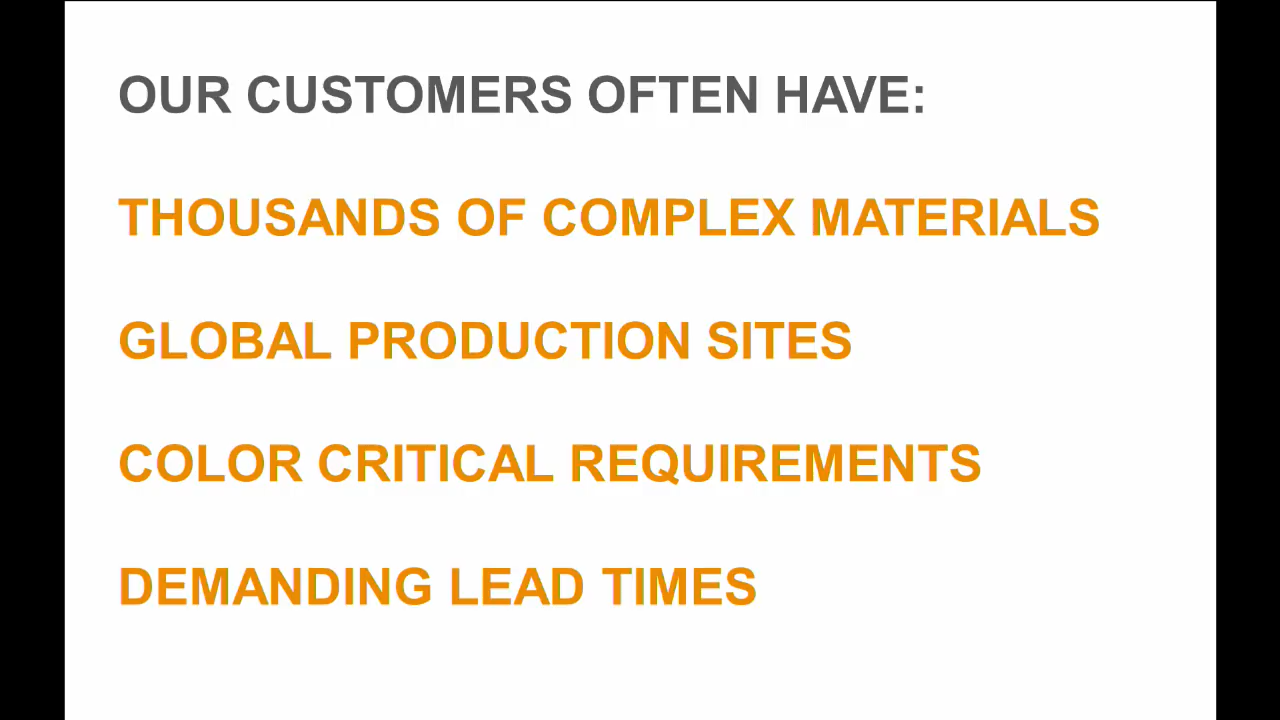 OUR CUSTOMERS OFTEN HAVE:
THOUSANDS OF COMPLEX MATERIALS
GLOBAL PRODUCTION SITES
COLOR CRITICAL REQUIREMENTS
DEMANDING LEAD TIMES